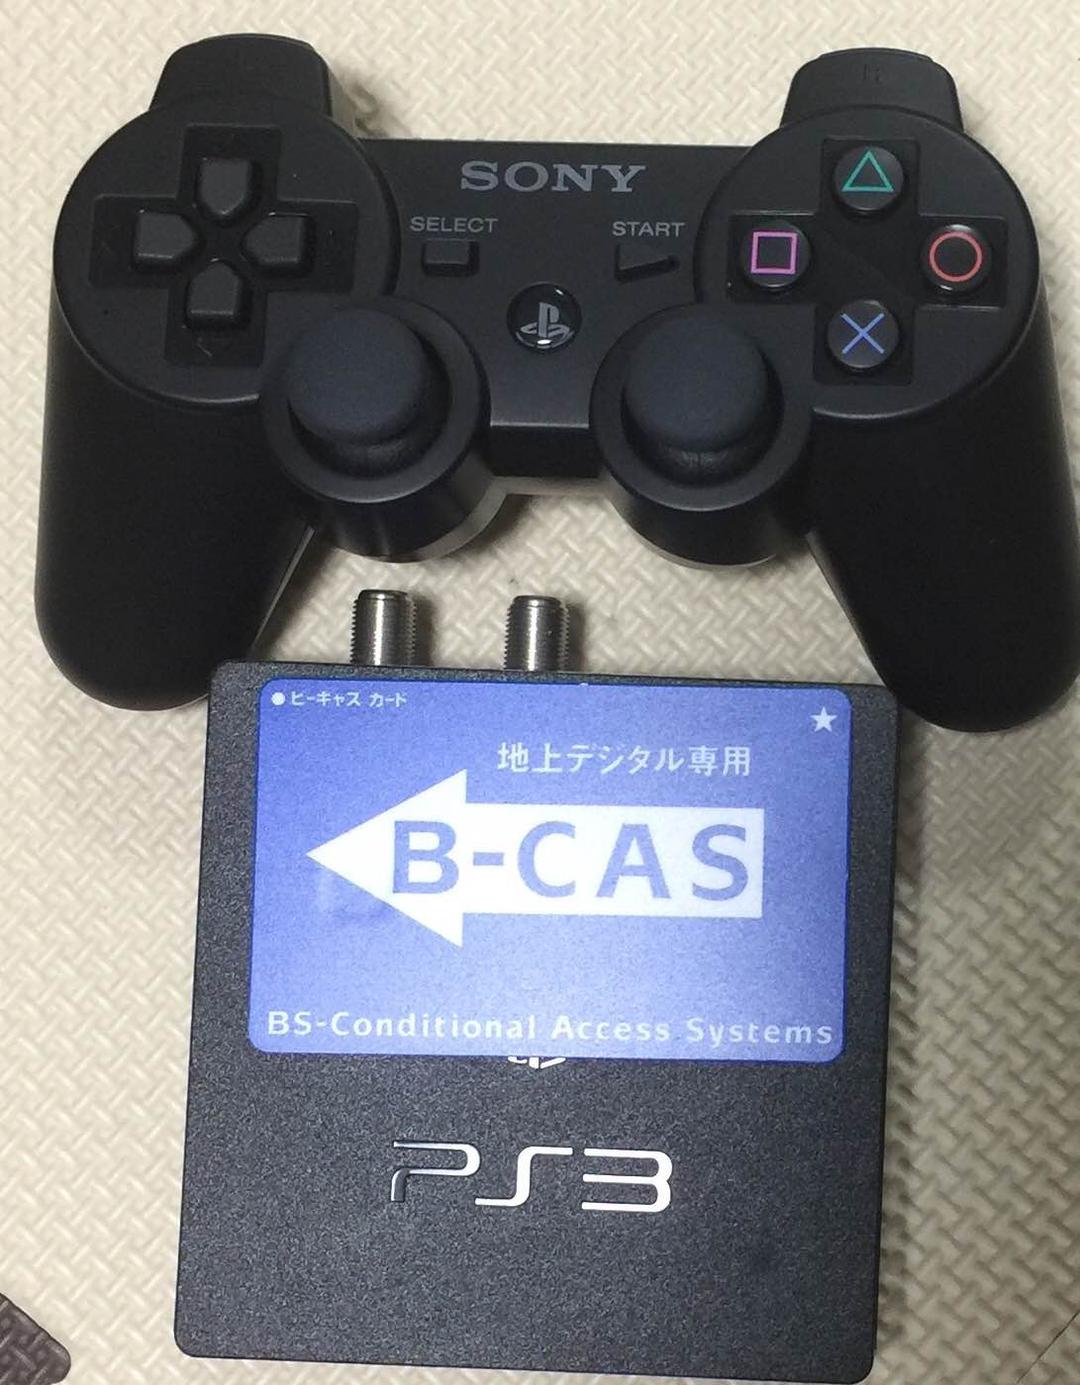 SONY
SELECT
START
●ビーキャス カード
★
地上デジタル専用
B-CAS
BS-Conditional Access Systems
PS3